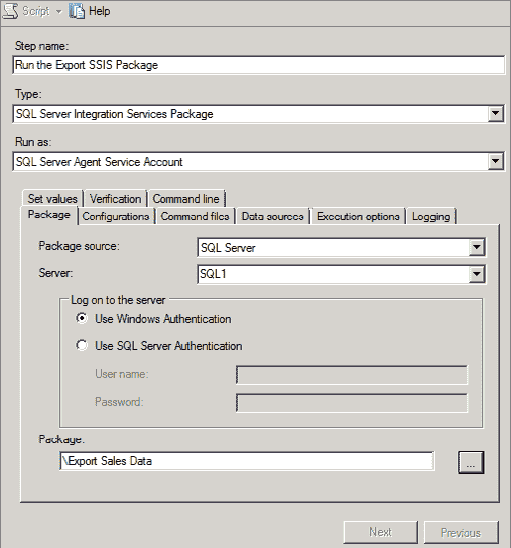 Script Help
Step name:
Run the Export SSIS Package
Type:
SQL Server Integration Services Package
Run as:
SQL Server Agent Service Account
Set values Verification Command line
Package Configurations Command files Data sources Execution options Logging
Package source: SQL Server
Server: SQL1
Log on to the server
Use Windows Authentication
Use SQL Server Authentication
User name:
Password:
Package:
\Export Sales Data ...
Next Previous